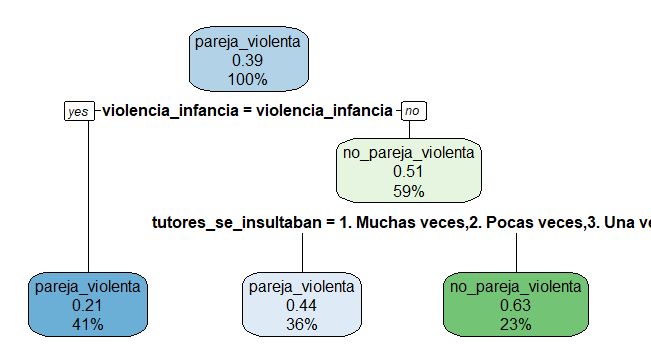 pareja_violenta
0.39
100%
yes violencia_infancia = violencia_infancia no
no_pareja_violenta
0.51
59%
tutores_se_insultaban = 1. Muchas veces,2. Pocas veces,3. Una ve
pareja_violenta
0.21
41%
pareja_violenta
0.44
36%
no_pareja_violenta
0.63
23%